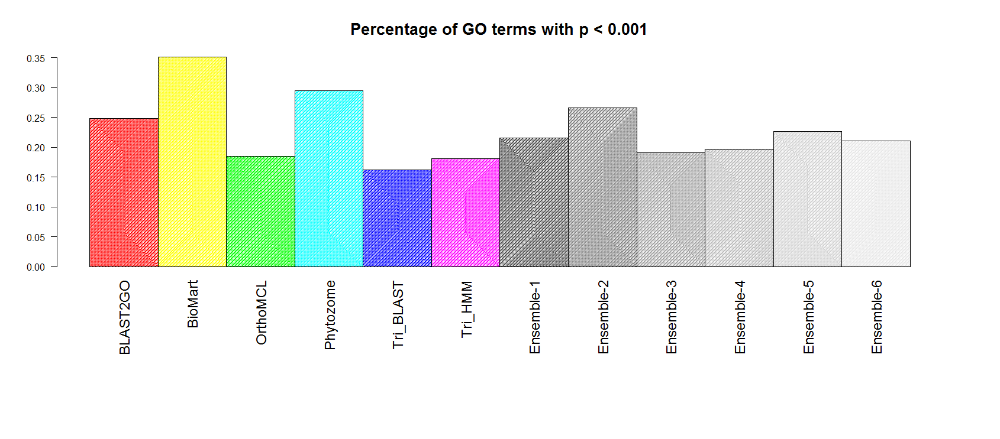 Percentage of GO terms with p < 0.001
0.35
0.30
0.25
0.20
0.15
0.10
0.05
0.00
BLAST2GO
BioMart
OrthoMCL
Phytozome
Tri_BLAST
Tri_HMM
Ensemble-1
Ensemble-2
Ensemble-3
Ensemble-4
Ensemble-5
Ensemble-6